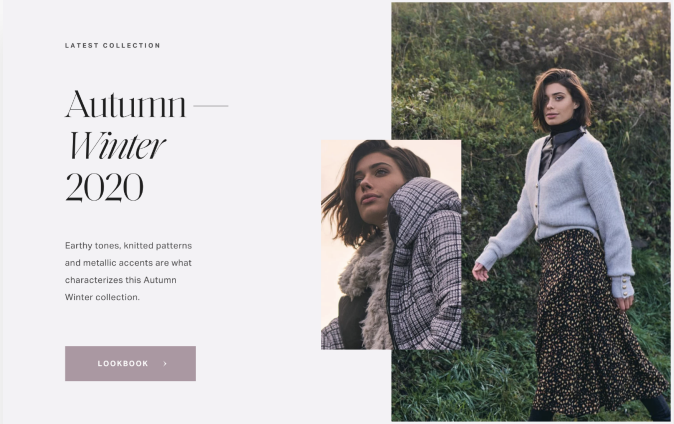 LATEST COLLECTION
Autumn —
Winter
2020
Earthy tones, knitted patterns
and metallic accents are what
characterizes this Autumn
Winter collection.
LOOKBOOK >